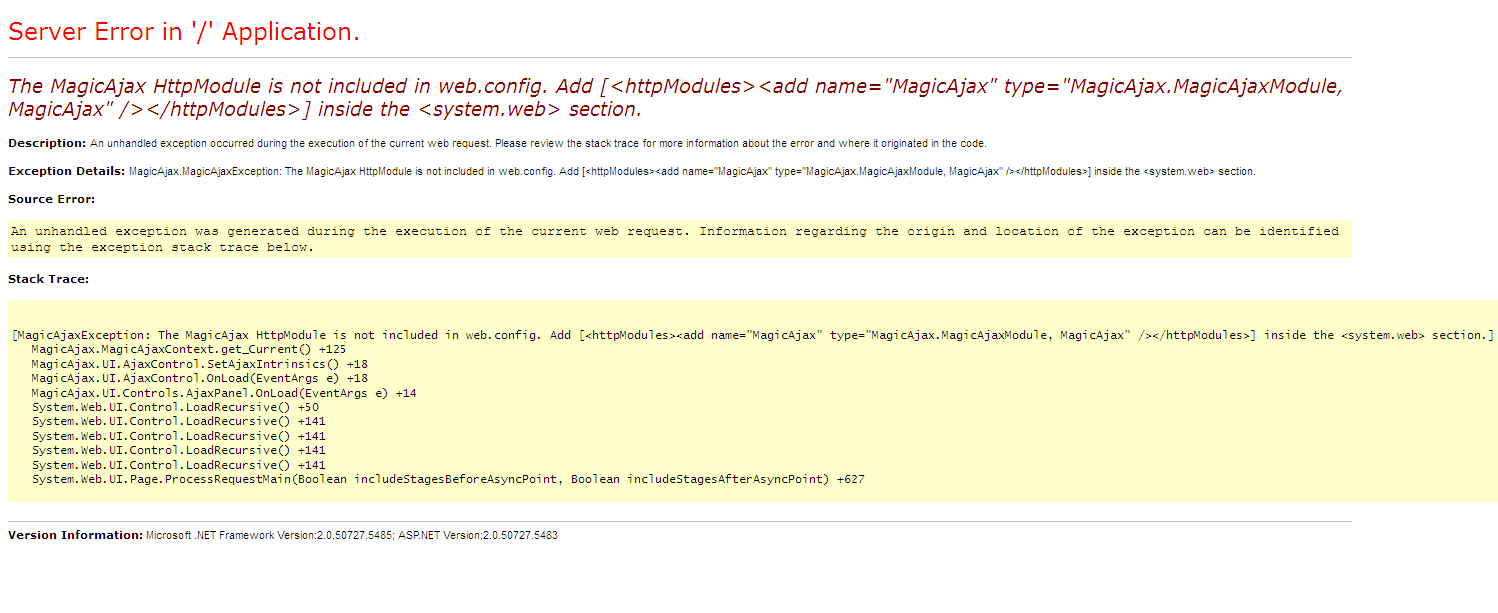 Server Error in '/' Application.
The MagicAjax HttpModule is not included in web.config. Add [<httpModules><add name="MagicAjax" type="MagicAjax.MagicAjaxModule,
MagicAjax" /></httpModules>] inside the <system.web> section.
Description: An unhandled exception occurred during the execution of the current web request. Please review the stack trace for more information about the error and where it originated in the code.
Exception Details: MagicAjax.MagicAjaxException: The MagicAjax HttpModule is not included in web.config. Add [<httpModules><add name="MagicAjax" type="MagicAjax.MagicAjaxModule, MagicAjax" /></httpModules>] inside the <system.web> section.
Source Error:
An unhandled exception was generated during the execution of the current web request. Information regarding the origin and location of the exception can be identified
using the exception stack trace below.
Stack Trace:
[MagicAjaxException: The MagicAjax HttpModule is not included in web.config. Add [<httpModules><add name="MagicAjax" type="MagicAjax.MagicAjaxModule, MagicAjax" /></httpModules>] inside the <system.web> section.]
MagicAjax.MagicAjaxContext.get_Current() +125
MagicAjax.UI.AjaxControl.SetAjaxIntrinsics() +18
MagicAjax.UI.AjaxControl.OnLoad(EventArgs e) +18
MagicAjax.UI.Controls.AjaxPanel.OnLoad(EventArgs e) +14
System.Web.UI.Control.LoadRecursive() +50
System.Web.UI.Control.LoadRecursive() +141
System.Web.UI.Control.LoadRecursive() +141
System.Web.UI.Control.LoadRecursive() +141
System.Web.UI.Control.LoadRecursive() +141
System.Web.UI.Page.ProcessRequestMain(Boolean includeStagesBeforeAsyncPoint, Boolean includeStagesAfterAsyncPoint) +627
Version Information: Microsoft .NET Framework Version:2.0.50727.5485; ASP.NET Version:2.0.50727.5483